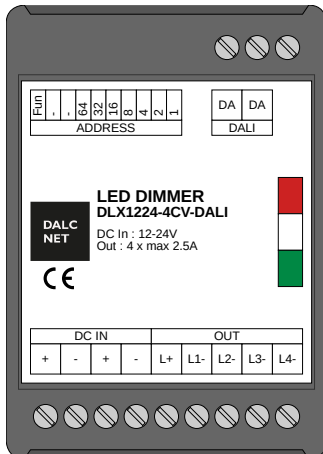 Fun - - 64 32 16 8 4 2 1
ADDRESS
DA DA
DALI
DALC
NET
LED DIMMER
DLX1224-4CV-DALI
DC In : 12-24V
Out : 4 x max 2.5A
CE
DC IN OUT
+ - + - L+ L1- L2- L3- L4-